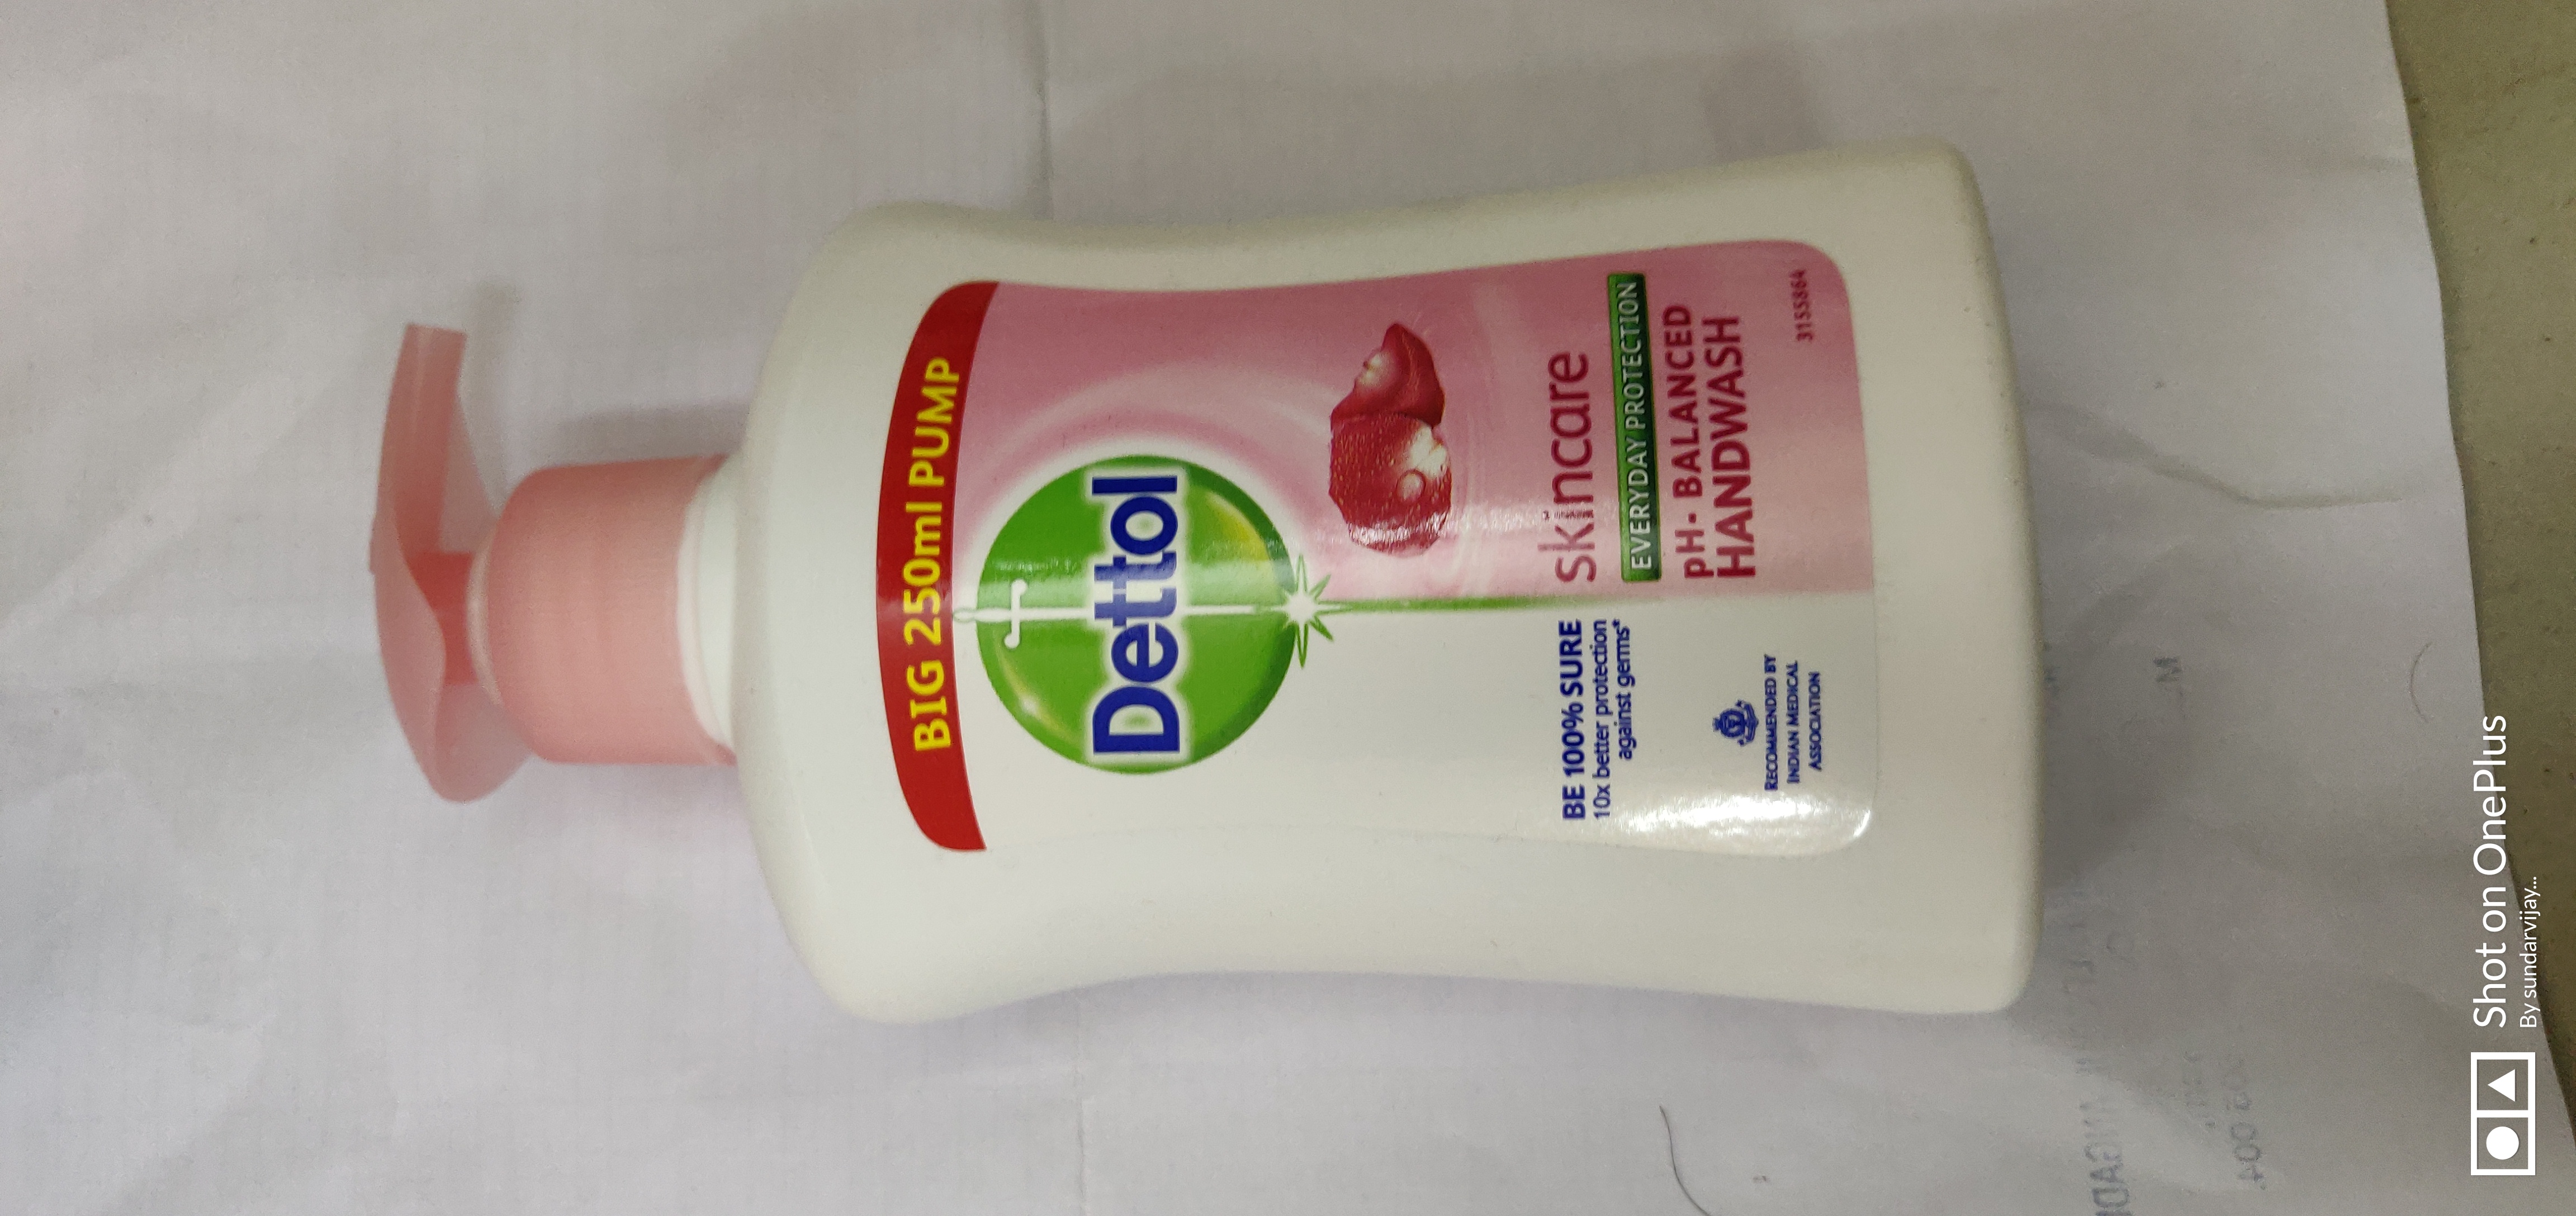 BIG 250ml PUMP
Dettol
BE 100% SURE
10x better protection
against germs*
RECOMMENDED BY
INDIAN MEDICAL
ASSOCIATION
skincare
EVERYDAY PROTECTION
pH- BALANCED
HANDWASH
3155864
Shot on OnePlus
By sundarvijay...